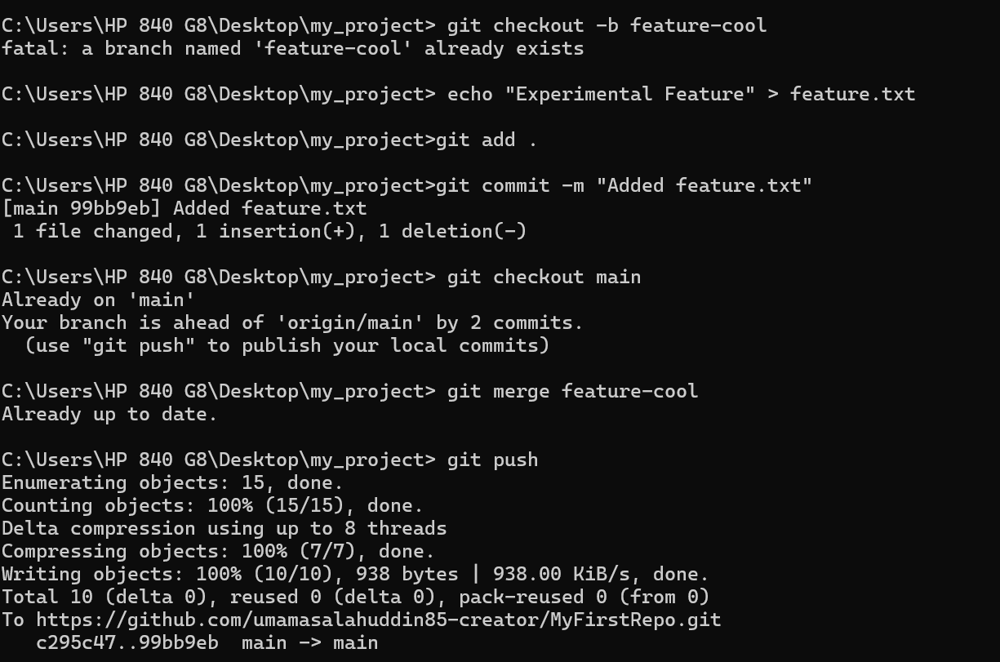 C:\Users\HP 840 G8\Desktop\my_project> git checkout -b feature-cool
fatal: a branch named 'feature-cool' already exists
C:\Users\HP 840 G8\Desktop\my_project> echo "Experimental Feature" > feature.txt
C:\Users\HP 840 G8\Desktop\my_project>git add .
C:\Users\HP 840 G8\Desktop\my_project>git commit -m "Added feature.txt"
[main 99bb9eb] Added feature.txt
 1 file changed, 1 insertion(+), 1 deletion(-)
C:\Users\HP 840 G8\Desktop\my_project> git checkout main
Already on 'main'
Your branch is ahead of 'origin/main' by 2 commits.
  (use "git push" to publish your local commits)
C:\Users\HP 840 G8\Desktop\my_project> git merge feature-cool
Already up to date.
C:\Users\HP 840 G8\Desktop\my_project> git push
Enumerating objects: 15, done.
Counting objects: 100% (15/15), done.
Delta compression using up to 8 threads
Compressing objects: 100% (7/7), done.
Writing objects: 100% (10/10), 938 bytes | 938.00 KiB/s, done.
Total 10 (delta 0), reused 0 (delta 0), pack-reused 0 (from 0)
To https://github.com/umamasalahuddin85-creator/MyFirstRepo.git
   c295c47..99bb9eb  main -> main